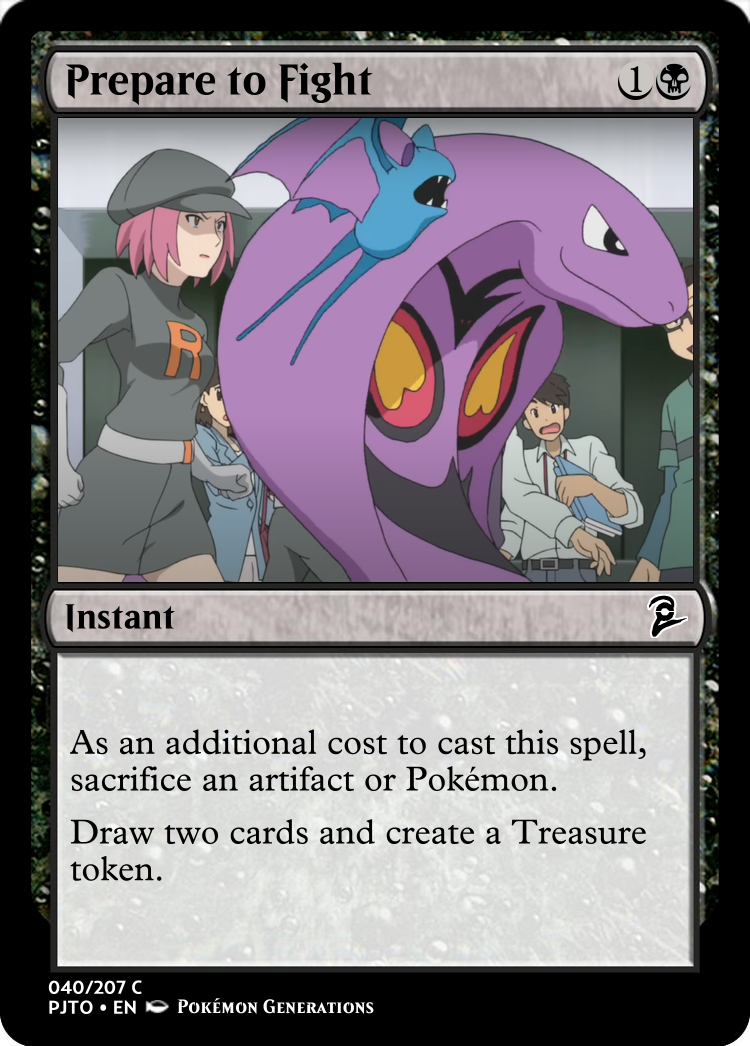 Prepare to Fight 1
R
Instant
As an additional cost to cast this spell,
sacrifice an artifact or Pokémon.
Draw two cards and create a Treasure
token.
040/207 C
PJTO • EN Pokémon Generations